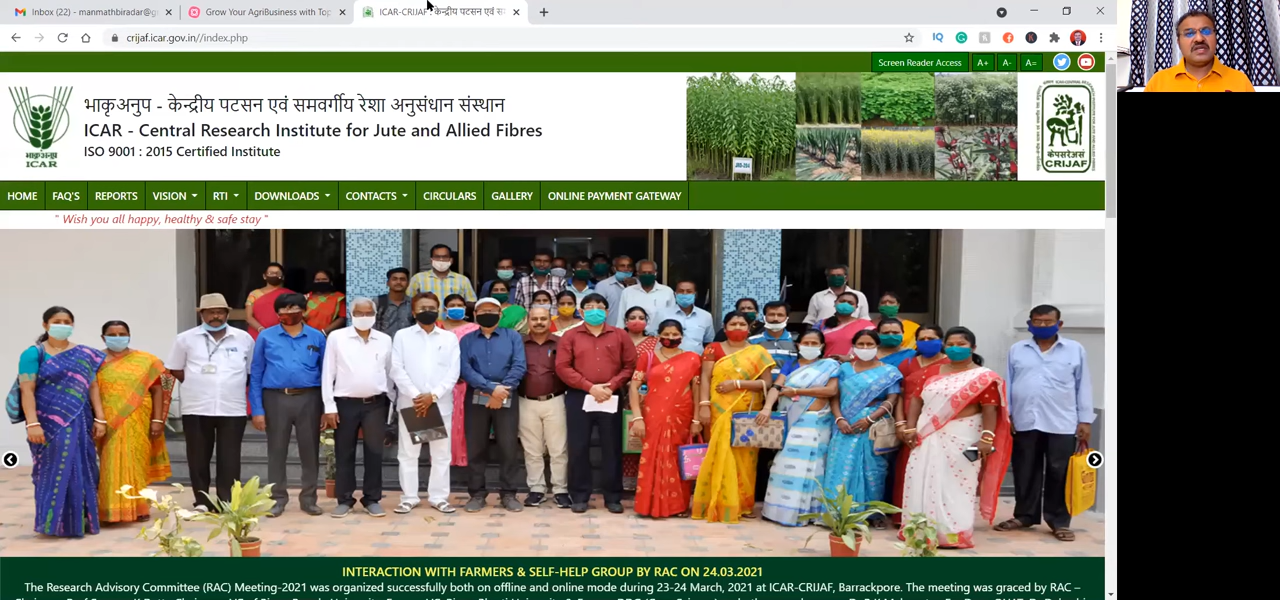 Inbox (22) - manmathbiradar@g
Grow Your AgriBusiness with Top
ICAR-CRIJAF : केन्द्रीय पटसन एवं स
crijaf.icar.gov.in//index.php
Screen Reader Access A+ A- A=
भाकृअनुप - केन्द्रीय पटसन एवं समवर्गीय रेशा अनुसंधान संस्थान
ICAR - Central Research Institute for Jute and Allied Fibres
ISO 9001 : 2015 Certified Institute
भाकृअनुप
ICAR
केपसरेअसं
CRIJAF
HOME FAQ'S REPORTS VISION RTI DOWNLOADS CONTACTS CIRCULARS GALLERY ONLINE PAYMENT GATEWAY
" Wish you all happy, healthy & safe stay "
INTERACTION WITH FARMERS & SELF-HELP GROUP BY RAC ON 24.03.2021
The Research Advisory Committee (RAC) Meeting-2021 was organized successfully both on offline and online mode during 23-24 March, 2021 at ICAR-CRIJAF, Barrackpore. The meeting was graced by RAC –